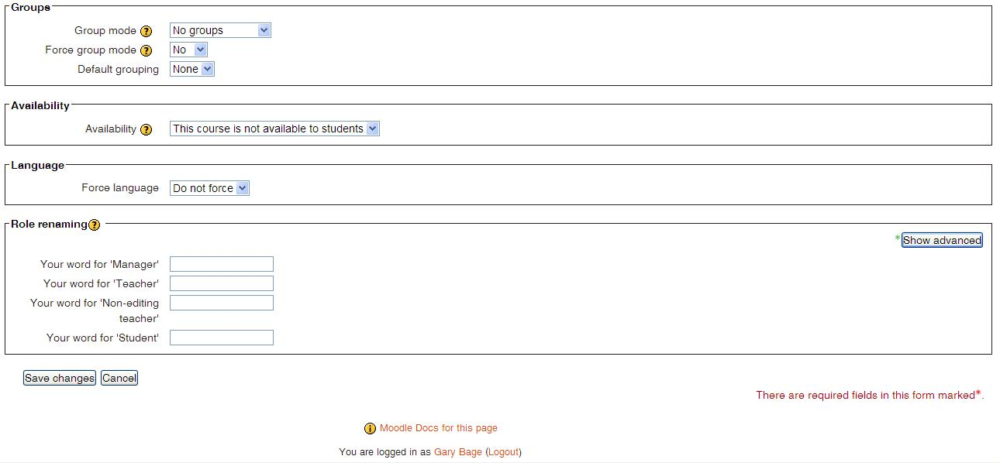 Groups
Group mode ? No groups
Force group mode ? No
Default grouping None
Availability
Availability ? This course is not available to students
Language
Force language Do not force
Role renaming ?
* Show advanced
Your word for 'Manager'
Your word for 'Teacher'
Your word for 'Non-editing
teacher'
Your word for 'Student'
Save changes Cancel
There are required fields in this form marked*.
i Moodle Docs for this page
You are logged in as Gary Bage (Logout)